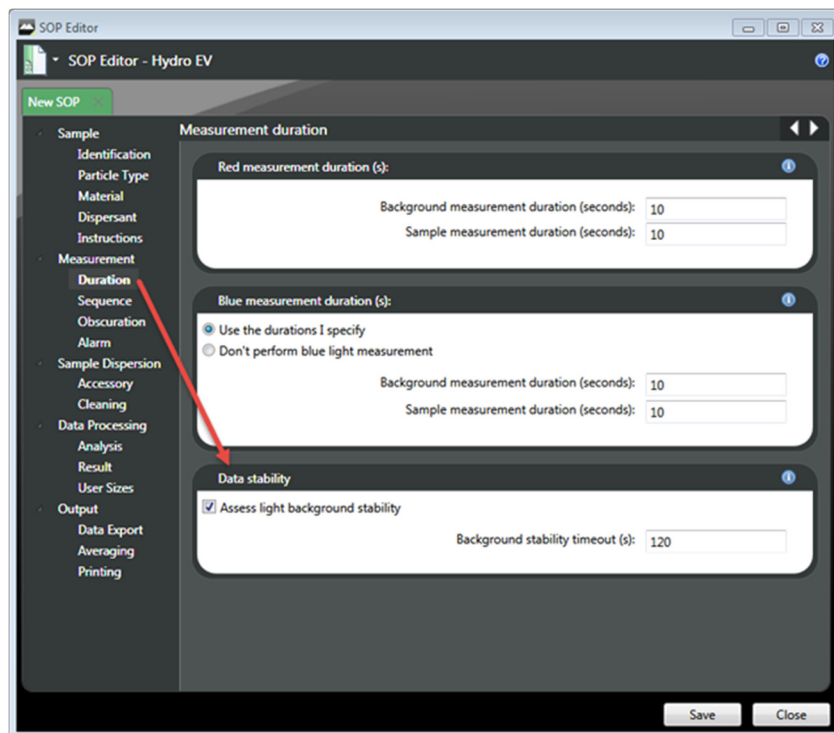 SOP Editor
SOP Editor - Hydro EV
New SOP
Sample
Identification
Particle Type
Material
Dispersant
Instructions
Measurement
Duration
Sequence
Obscuration
Alarm
Sample Dispersion
Accessory
Cleaning
Data Processing
Analysis
Result
User Sizes
Output
Data Export
Averaging
Printing
Measurement duration
Red measurement duration (s):
Background measurement duration (seconds): 10
Sample measurement duration (seconds): 10
Blue measurement duration (s):
Use the durations I specify
Don't perform blue light measurement
Background measurement duration (seconds): 10
Sample measurement duration (seconds): 10
Data stability
Assess light background stability
Background stability timeout (s): 120
Save Close